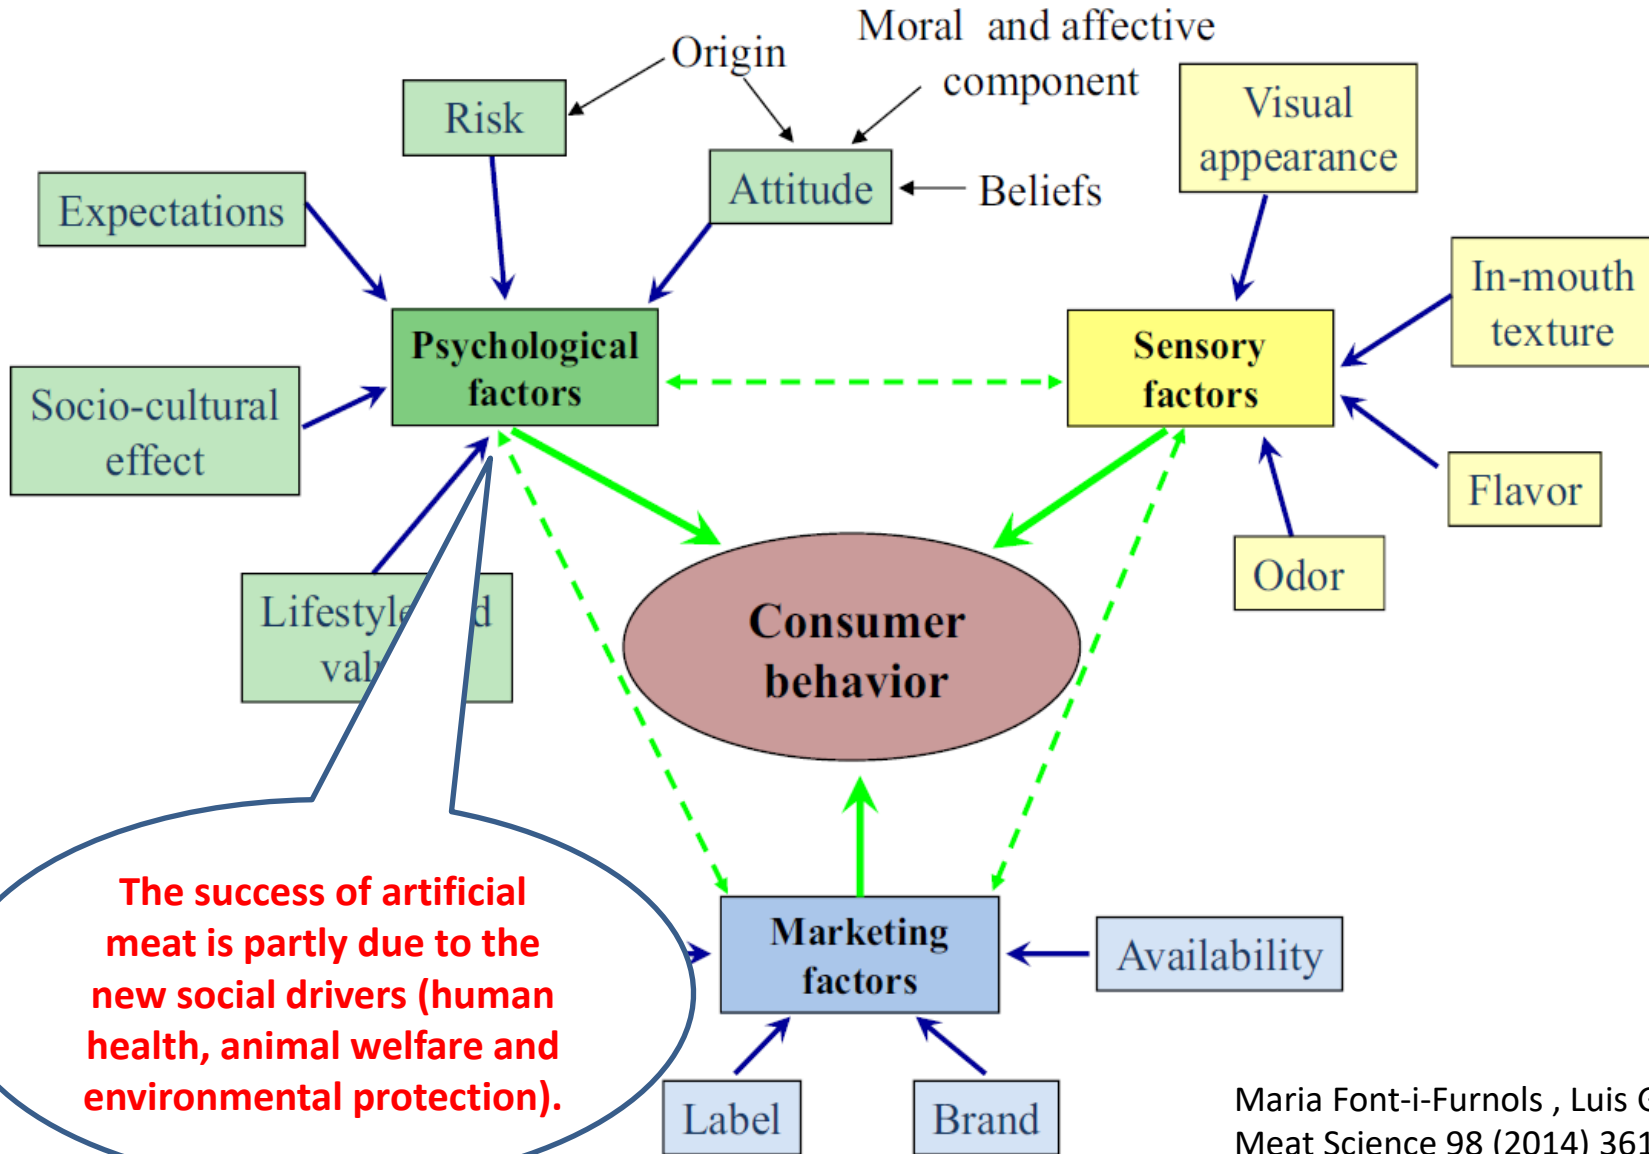 Origin
Moral and affective
component
Risk
Visual
appearance
Expectations
Attitude
Beliefs
In-mouth
texture
Psychological
factors
Sensory
factors
Socio-cultural
effect
Flavor
Odor
Lifestyle
Consumer
behavior
The success of artificial
meat is partly due to the
new social drivers (human
health, animal welfare and
environmental protection).
Marketing
factors
Availability
Label
Brand
Maria Font-i-Furnols , Luis
Meat Science 98 (2014) 361